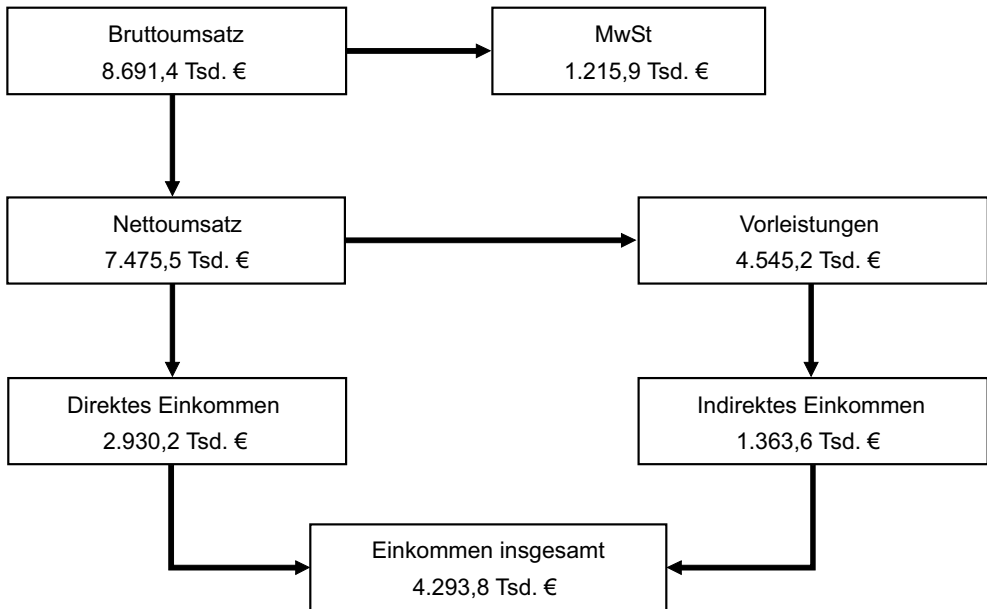 Bruttoumsatz
8.691,4 Tsd. €
MwSt
1.215,9 Tsd. €
Nettoumsatz
7.475,5 Tsd. €
Vorleistungen
4.545,2 Tsd. €
Direktes Einkommen
2.930,2 Tsd. €
Indirektes Einkommen
1.363,6 Tsd. €
Einkommen insgesamt
4.293,8 Tsd. €